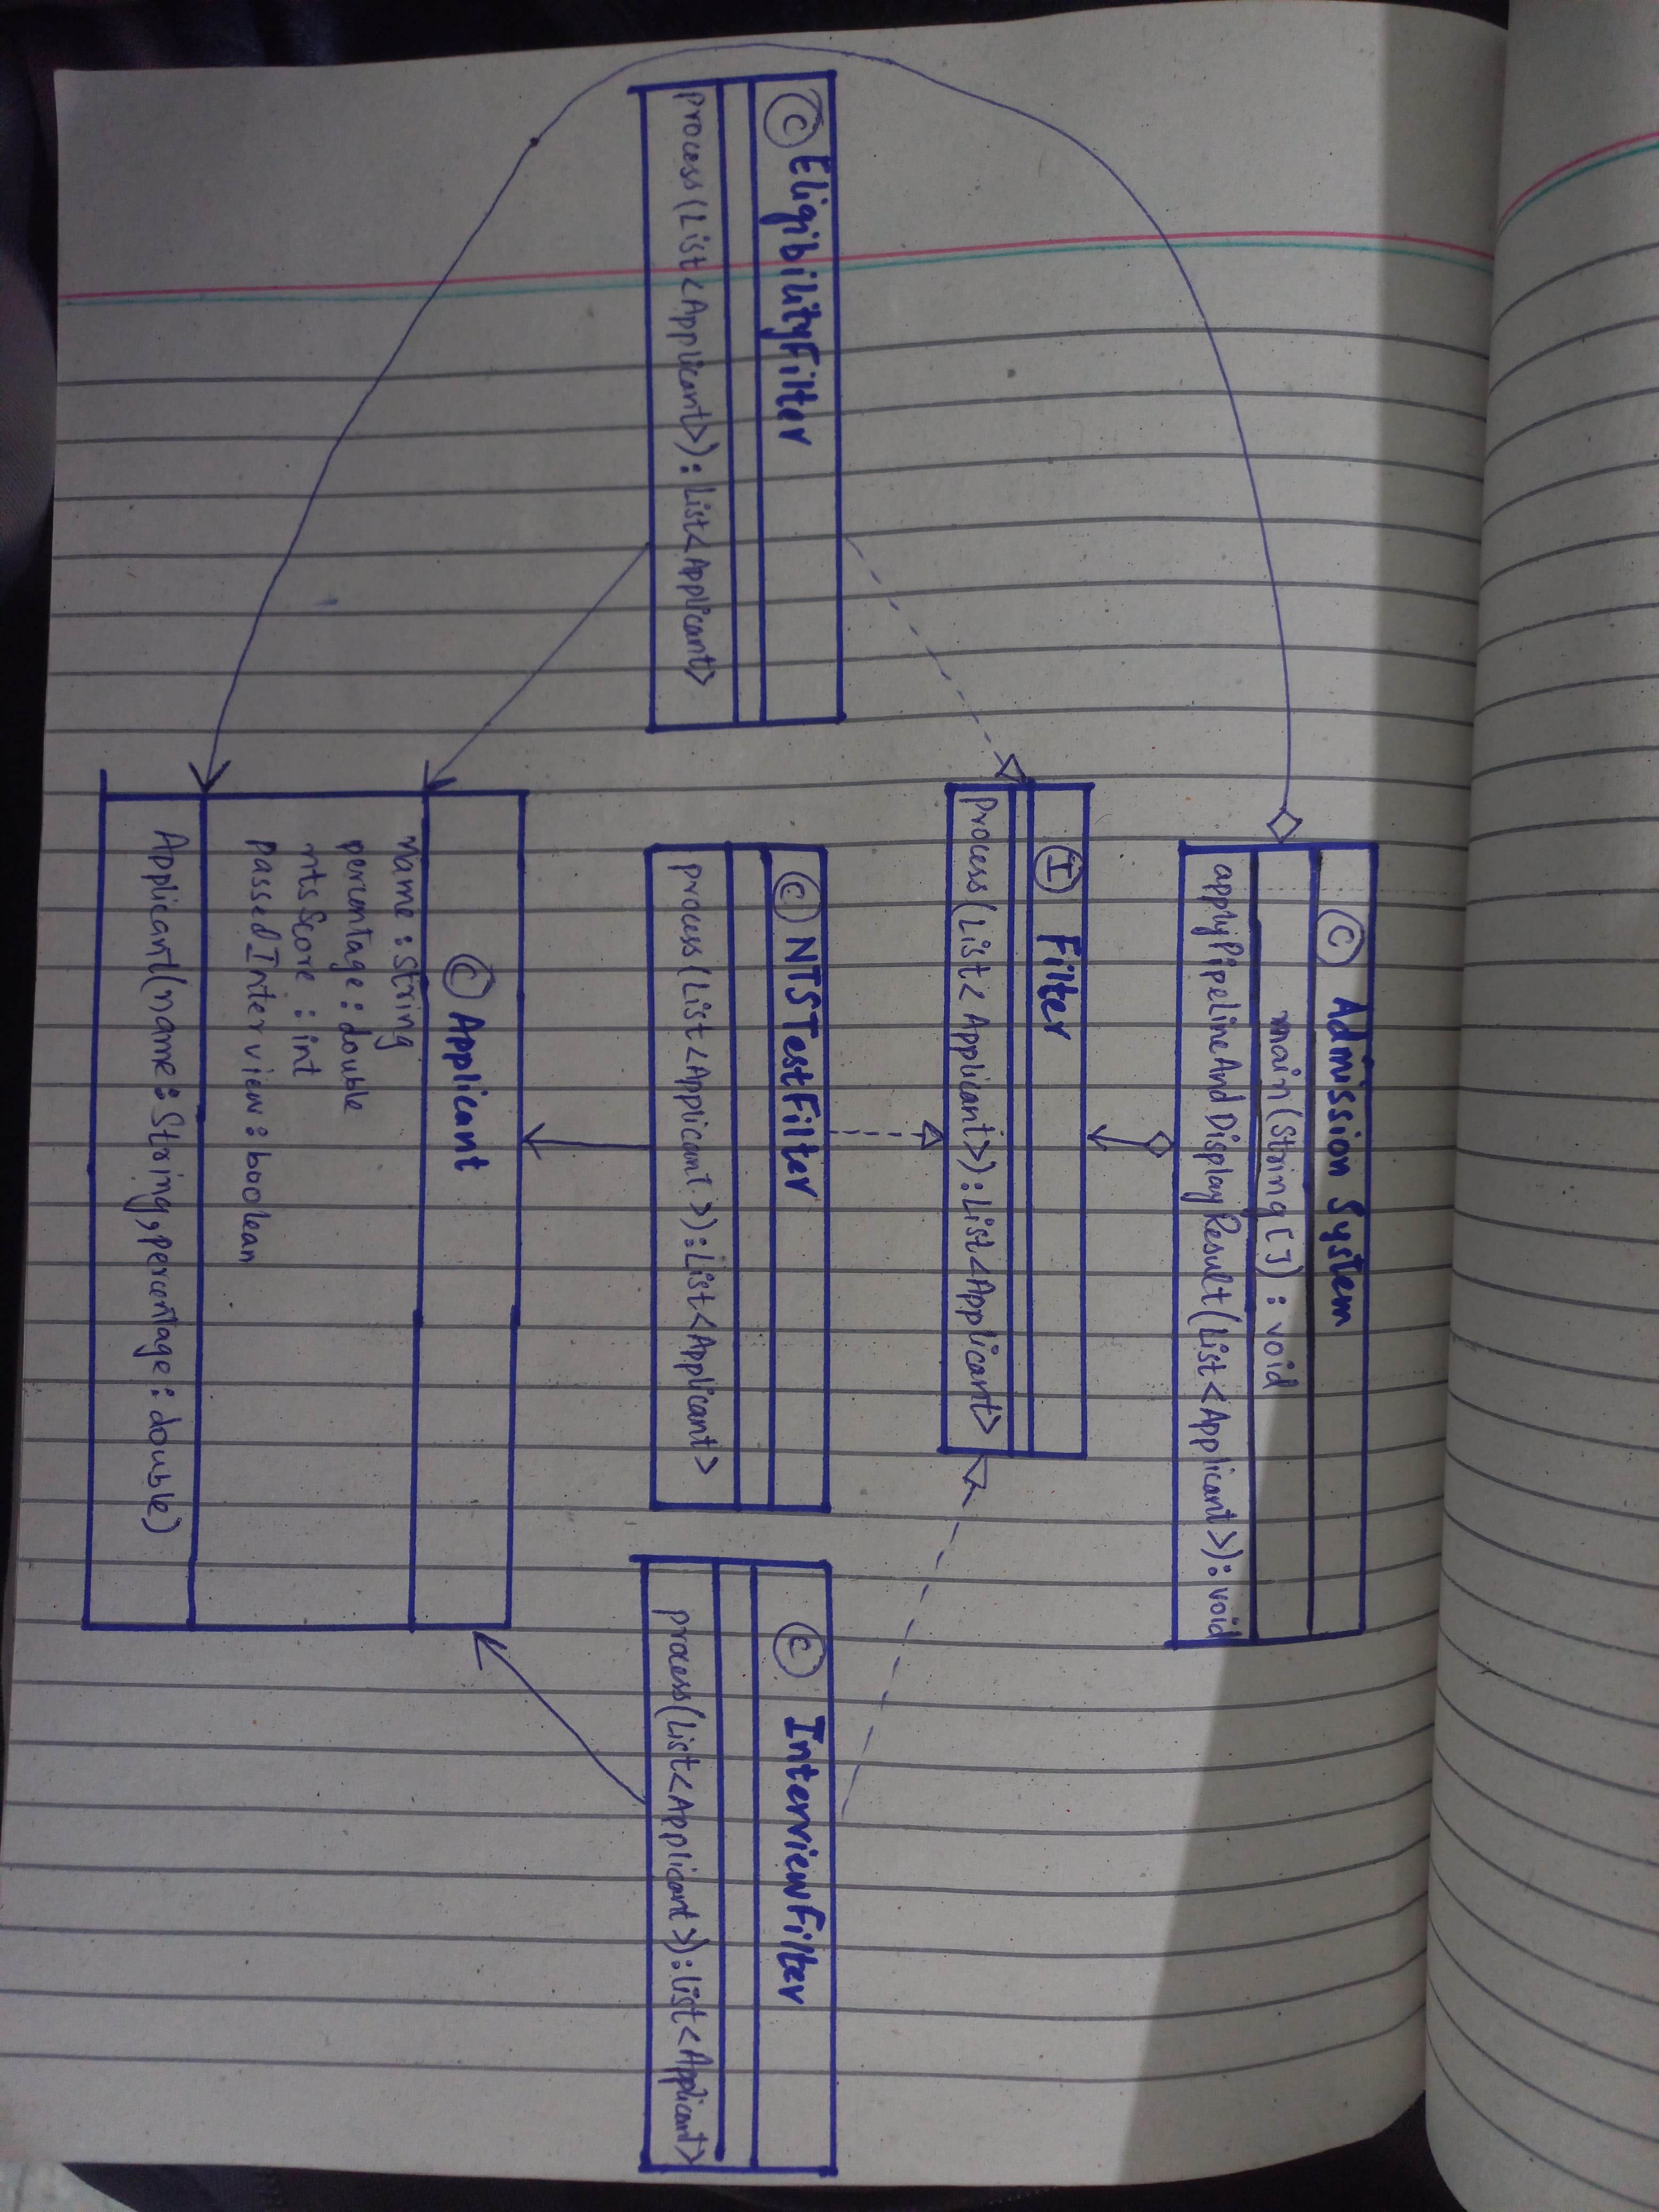 C Admission System
main(string[]) : void
applyPipelineAndDisplayResult(List<Applicant>) : void
I Filter
process(List<Applicant>) : List<Applicant>
C EligibilityFilter
process(List<Applicant>) : List<Applicant>
C NTSTestFilter
process(List<Applicant>) : List<Applicant>
C InterviewFilter
process(List<Applicant>) : list<Applicant>
C Applicant
name : string
percentage : double
ntsScore : int
passedInterview : boolean
Applicant(name : String, percentage : double)